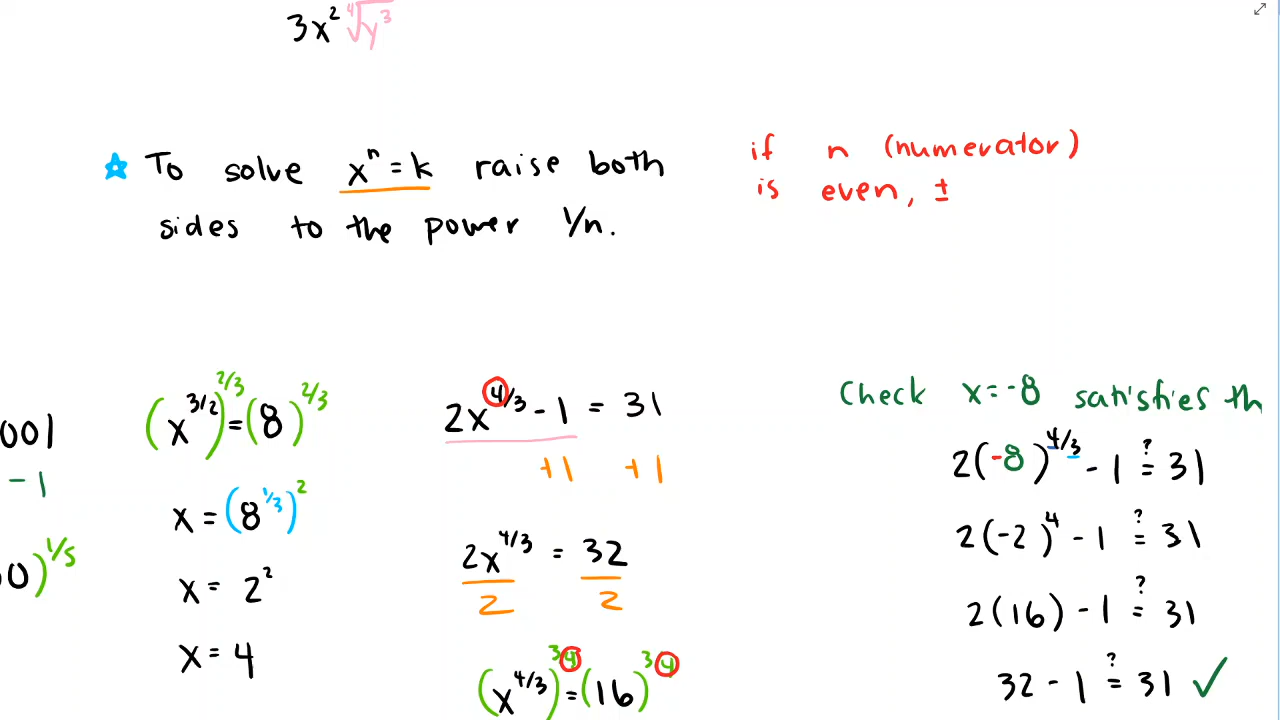 3x² ∜y³
To solve xⁿ = k raise both
sides to the power 1/n.
if n (numerator)
is even, ±
001
- 1
0)^1/5
(x^3/2)^2/3 = (8)^2/3
x = (8^1/3)^2
x = 2²
x = 4
2x^4/3 - 1 = 31
+1 +1
2x^4/3 = 32
2 2
(x^4/3)^3/4 = (16)^3/4
Check x = -8 satisfies th
2(-8)^4/3 - 1 ?= 31
2(-2)^4 - 1 ?= 31
2(16) - 1 ?= 31
32 - 1 ?= 31 ✓